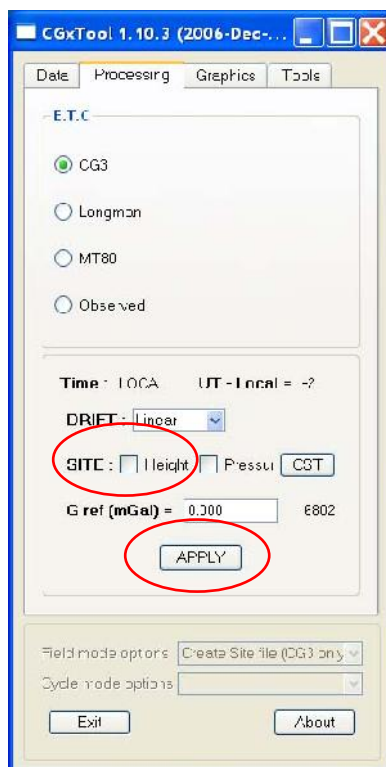 CGxTool 1.10.3 (2006-Dec-...
Data Processing Graphics Tools
E.T.C
CG3
Longman
MT80
Observed
Time : LOCA UT - Local = -2
DRIFT : Linear
SITE : Height Pressu CST
G ref (mGal) = 0.000 6802
APPLY
Field mode options Create Site file (CG3 only
Cycle mode options
Exit About